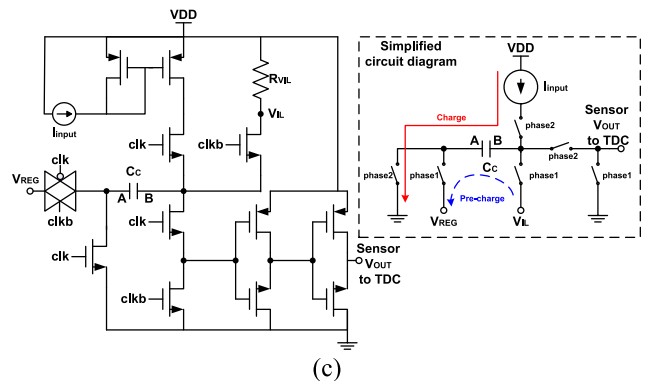 VDD
Simplified
circuit diagram
VDD
RVIL
Iinput
VIL
Iinput
Charge
phase2
Sensor
VOUT
to TDC
clk
clkb
A
B
CC
phase2
clk
CC
VREG
A
B
phase2
phase1
phase1
phase1
clkb
clk
Pre-charge
VREG
VIL
clk
Sensor
VOUT
to TDC
clkb
(c)